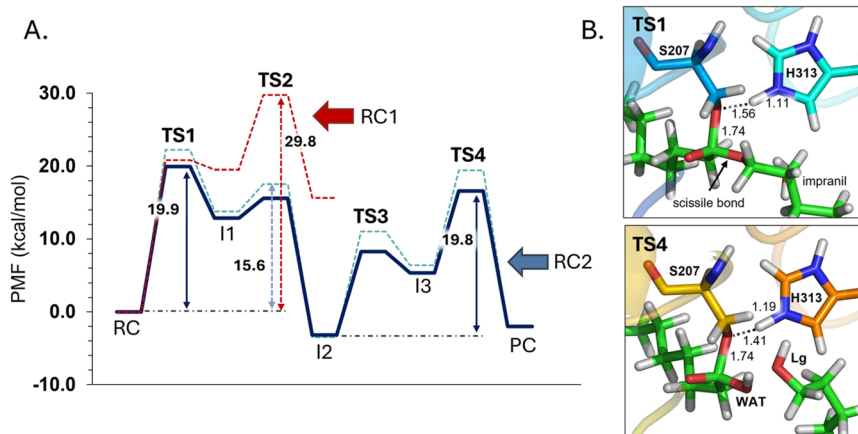 A.
PMF (kcal/mol)
30.0
20.0
10.0
0.0
-10.0
RC
TS1
I1
TS2
I2
TS3
I3
TS4
PC
19.9
15.6
29.8
19.8
RC1
RC2
B.
TS1
S207
H313
1.56
1.11
1.74
impranil
scissile bond
TS4
S207
H313
1.19
1.41
1.74
Lg
WAT